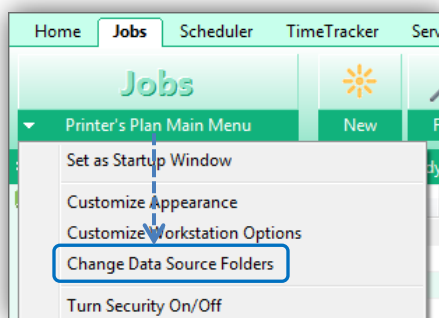 Home Jobs Scheduler TimeTracker
Jobs
Printer's Plan Main Menu New
Set as Startup Window
Customize Appearance
Customize Workstation Options
Change Data Source Folders
Turn Security On/Off